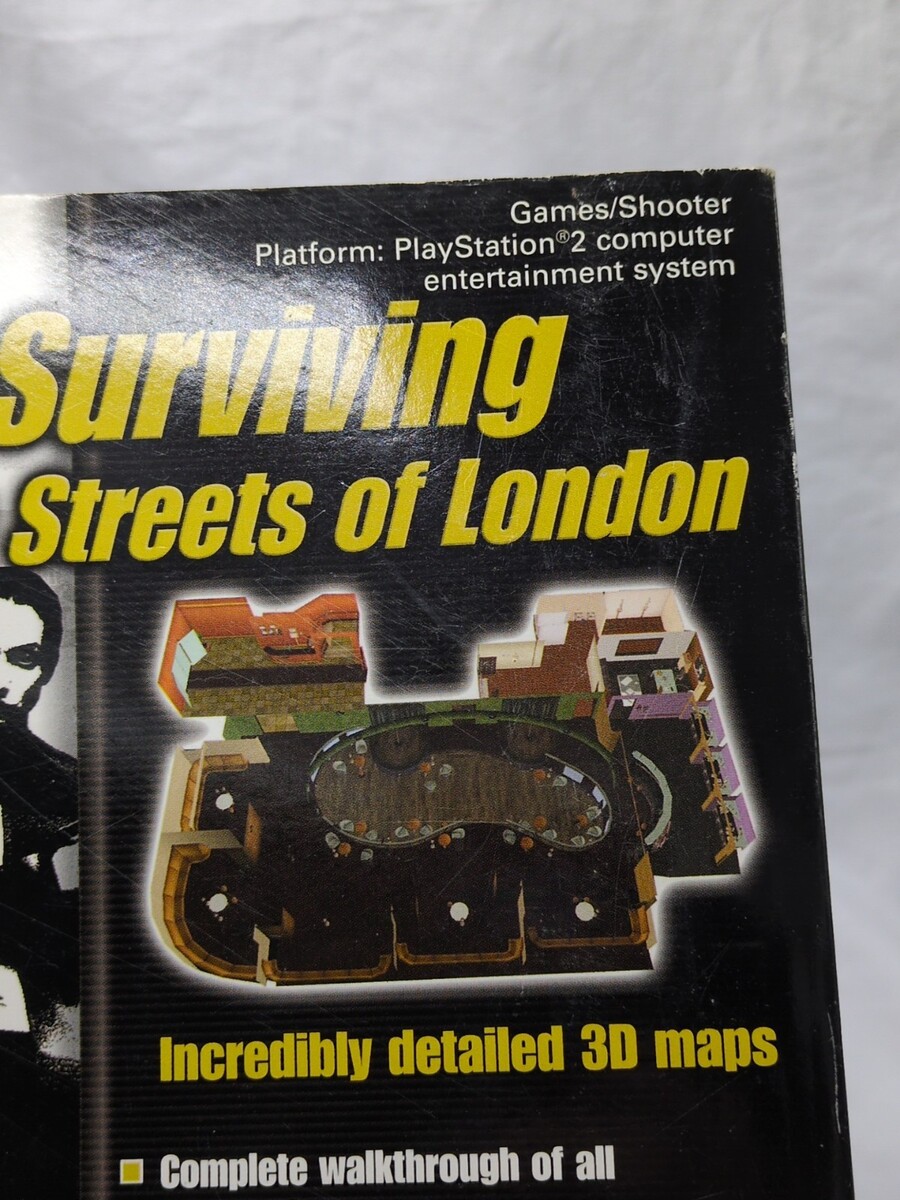 Games/Shooter
Platform: PlayStation®2 computer
entertainment system
Surviving
Streets of London
Incredibly detailed 3D maps
Complete walkthrough of all